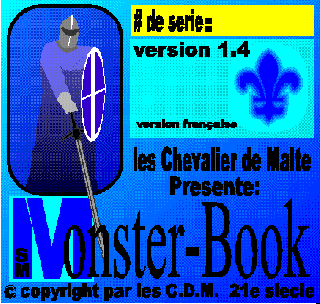 # de serie:
version 1.4
version française
les Chevalier de Malte
Presente:
Monster-Book
SM
© copyright par les C.D.M. 21e siecle